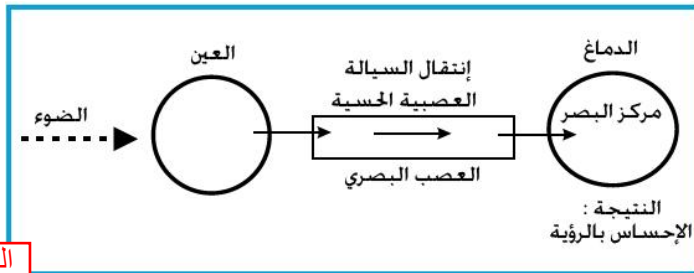 الدماغ
العين
إنتقال السيالة
العصبية الحسية
الضوء
مركز البصر
العصب البصري
النتيجة :
الإحساس بالرؤية